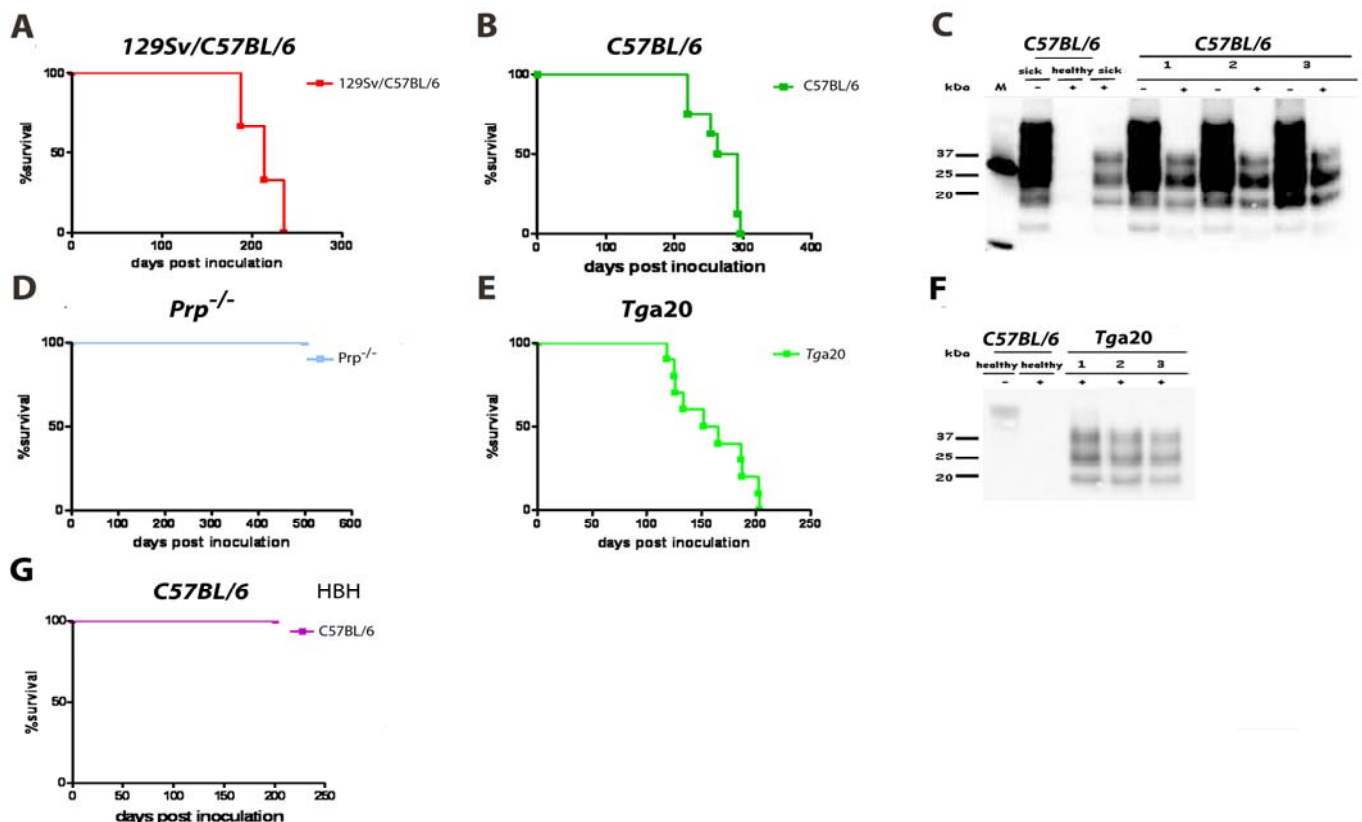 A
129Sv/C57BL/6
100
50
0
0 100 200 300
%survival
days post inoculation
129Sv/C57BL/6
B
C57BL/6
100
50
0
0 100 200 300 400
%survival
days post inoculation
C57BL/6
C
C57BL/6 C57BL/6
sick healthy sick 1 2 3
kDa M - + + - + - + - +
37
25
20
D
Prp-/-
100
50
0
0 100 200 300 400 500 600
%survival
days post inoculation
Prp-/-
E
Tga20
100
50
0
0 50 100 150 200 250
%survival
days post inoculation
Tga20
F
C57BL/6 Tga20
kDa healthy healthy 1 2 3
- + + + +
37
25
20
G
C57BL/6 HBH
100
50
0
0 50 100 150 200 250
%survival
days post inoculation
C57BL/6